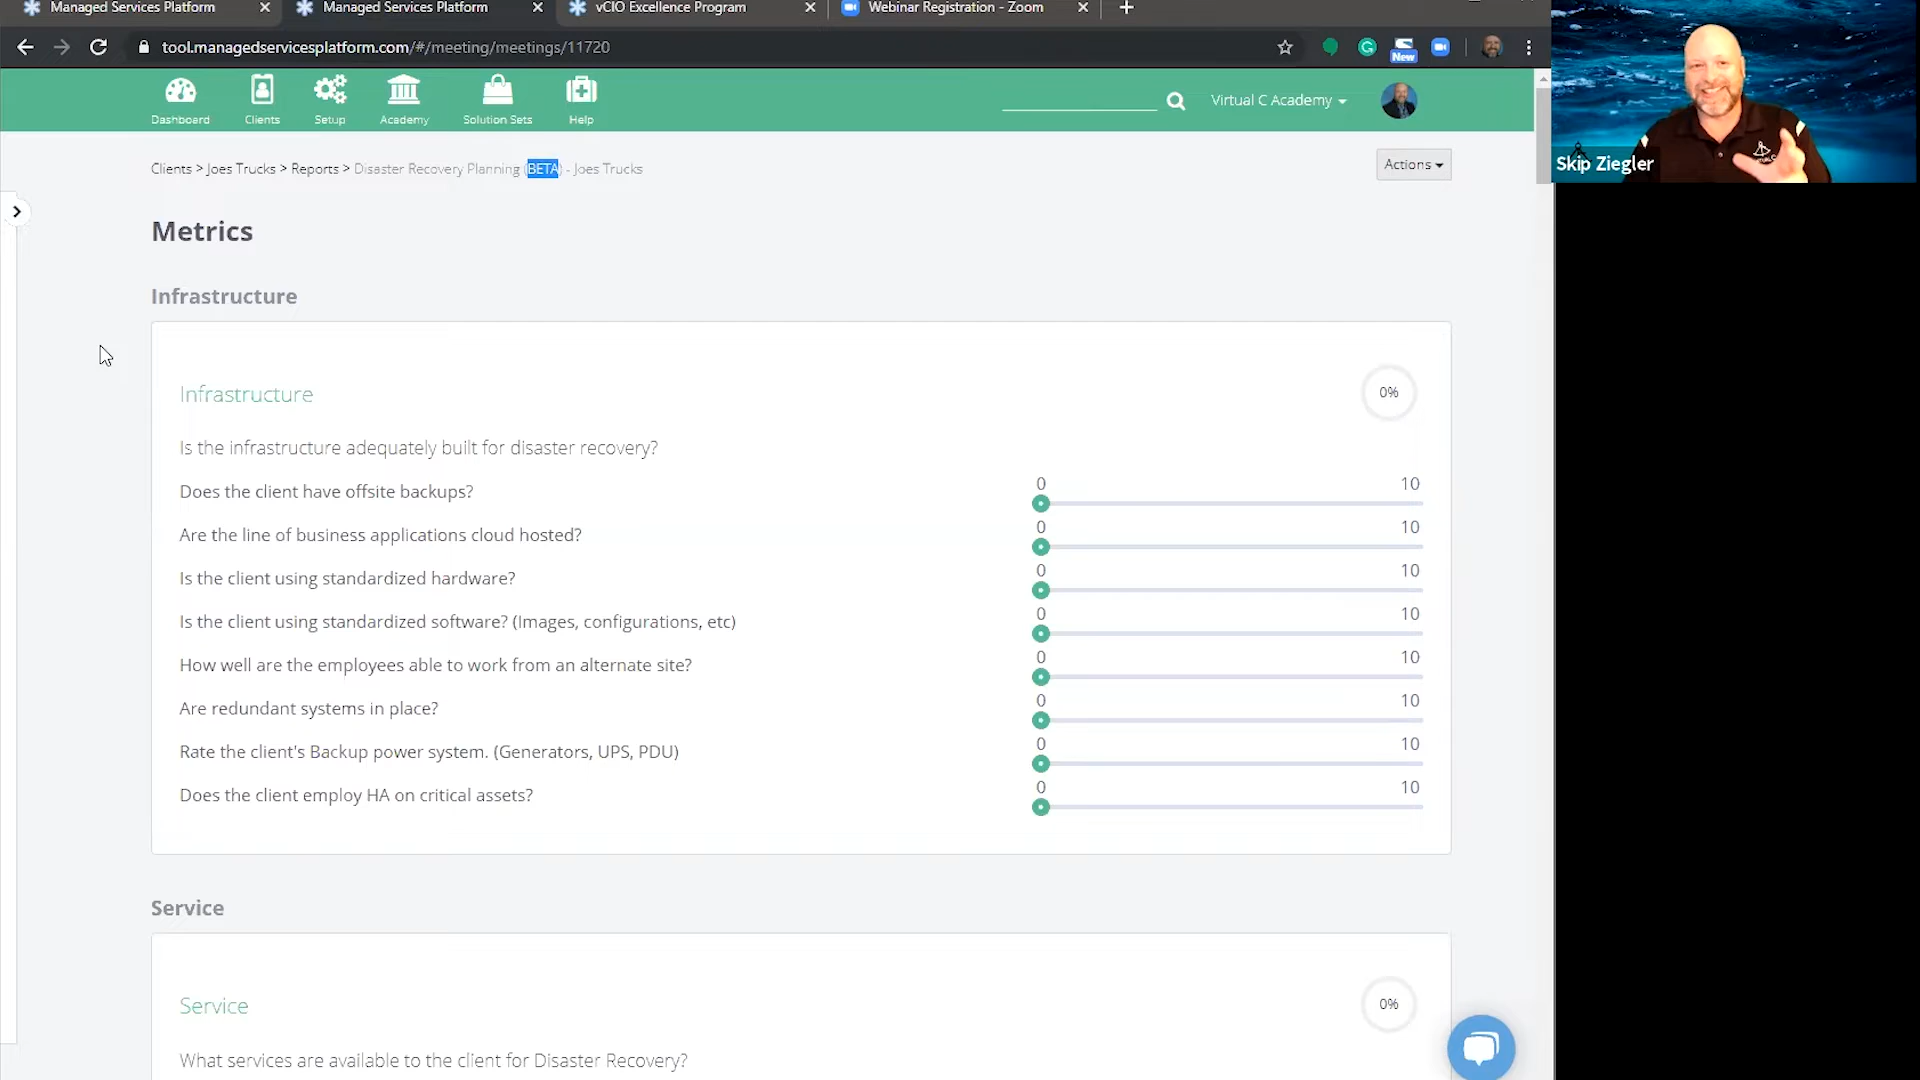 Managed Services Platform
Managed Services Platform
vCIO Excellence Program
Webinar Registration - Zoom
tool.managedservicesplatform.com/#/meeting/meetings/11720
New
Dashboard
Clients
Setup
Academy
Solution Sets
Help
Virtual C Academy
Skip Ziegler
Clients > Joes Trucks > Reports > Disaster Recovery Planning (BETA) - Joes Trucks
Actions
Metrics
Infrastructure
Infrastructure
0%
Is the infrastructure adequately built for disaster recovery?
Does the client have offsite backups? 0 10
Are the line of business applications cloud hosted? 0 10
Is the client using standardized hardware? 0 10
Is the client using standardized software? (Images, configurations, etc) 0 10
How well are the employees able to work from an alternate site? 0 10
Are redundant systems in place? 0 10
Rate the client's Backup power system. (Generators, UPS, PDU) 0 10
Does the client employ HA on critical assets? 0 10
Service
Service
0%
What services are available to the client for Disaster Recovery?